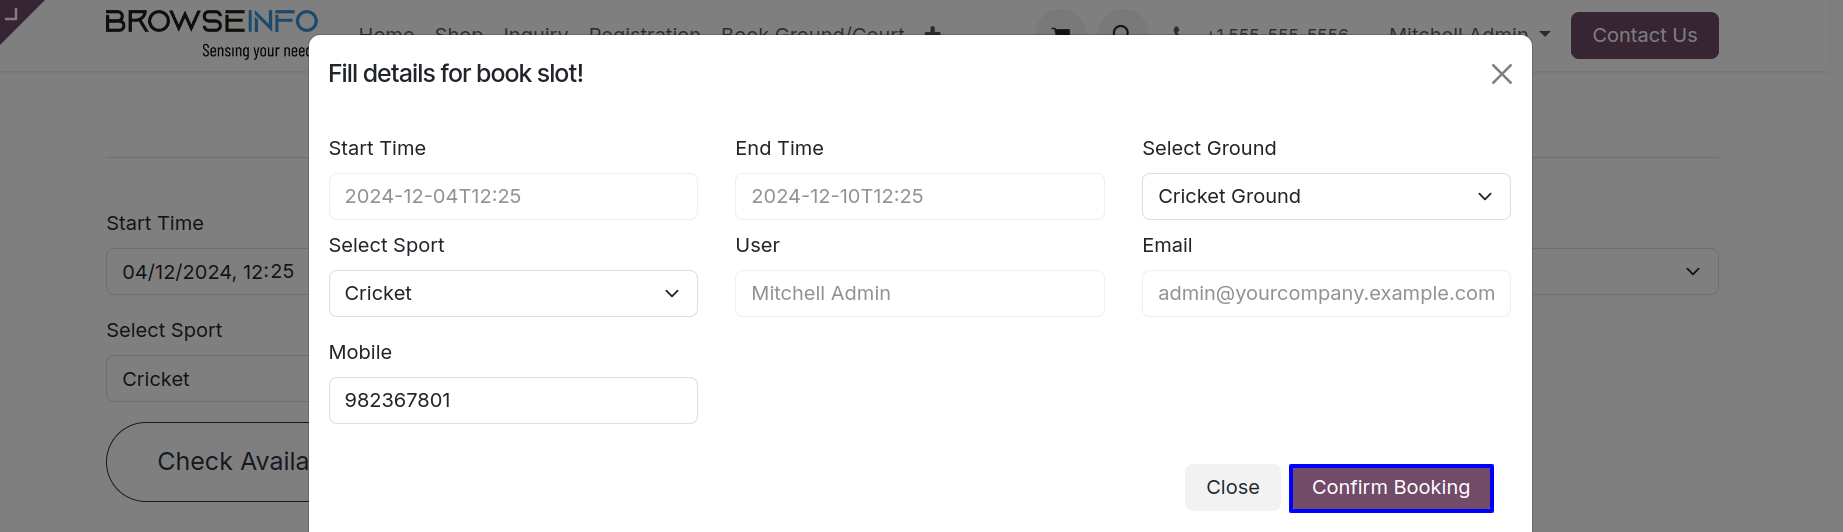 BROWSEINFO
Sensing your need
Home Shop Inquiry Registration Book Ground/Court +1 555-555-5556 Mitchell Admin Contact Us
Fill details for book slot!
Start Time End Time Select Ground
2024-12-04T12:25 2024-12-10T12:25 Cricket Ground
Select Sport User Email
Cricket Mitchell Admin admin@yourcompany.example.com
Mobile
982367801
Close Confirm Booking
Start Time
04/12/2024, 12:25
Select Sport
Cricket
Check Availa